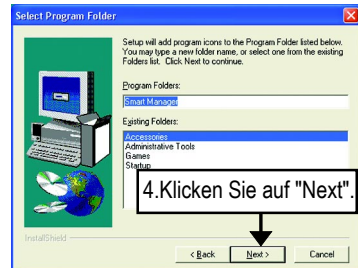 Select Program Folder
Setup will add program icons to the Program Folder listed below.
You may type a new folder name, or select one from the existing
Folders list. Click Next to continue.
Program Folders:
Smart Manager
Existing Folders:
Accessories
Administrative Tools
Games
Startup
4.Klicken Sie auf "Next".
InstallShield
< Back
Next >
Cancel